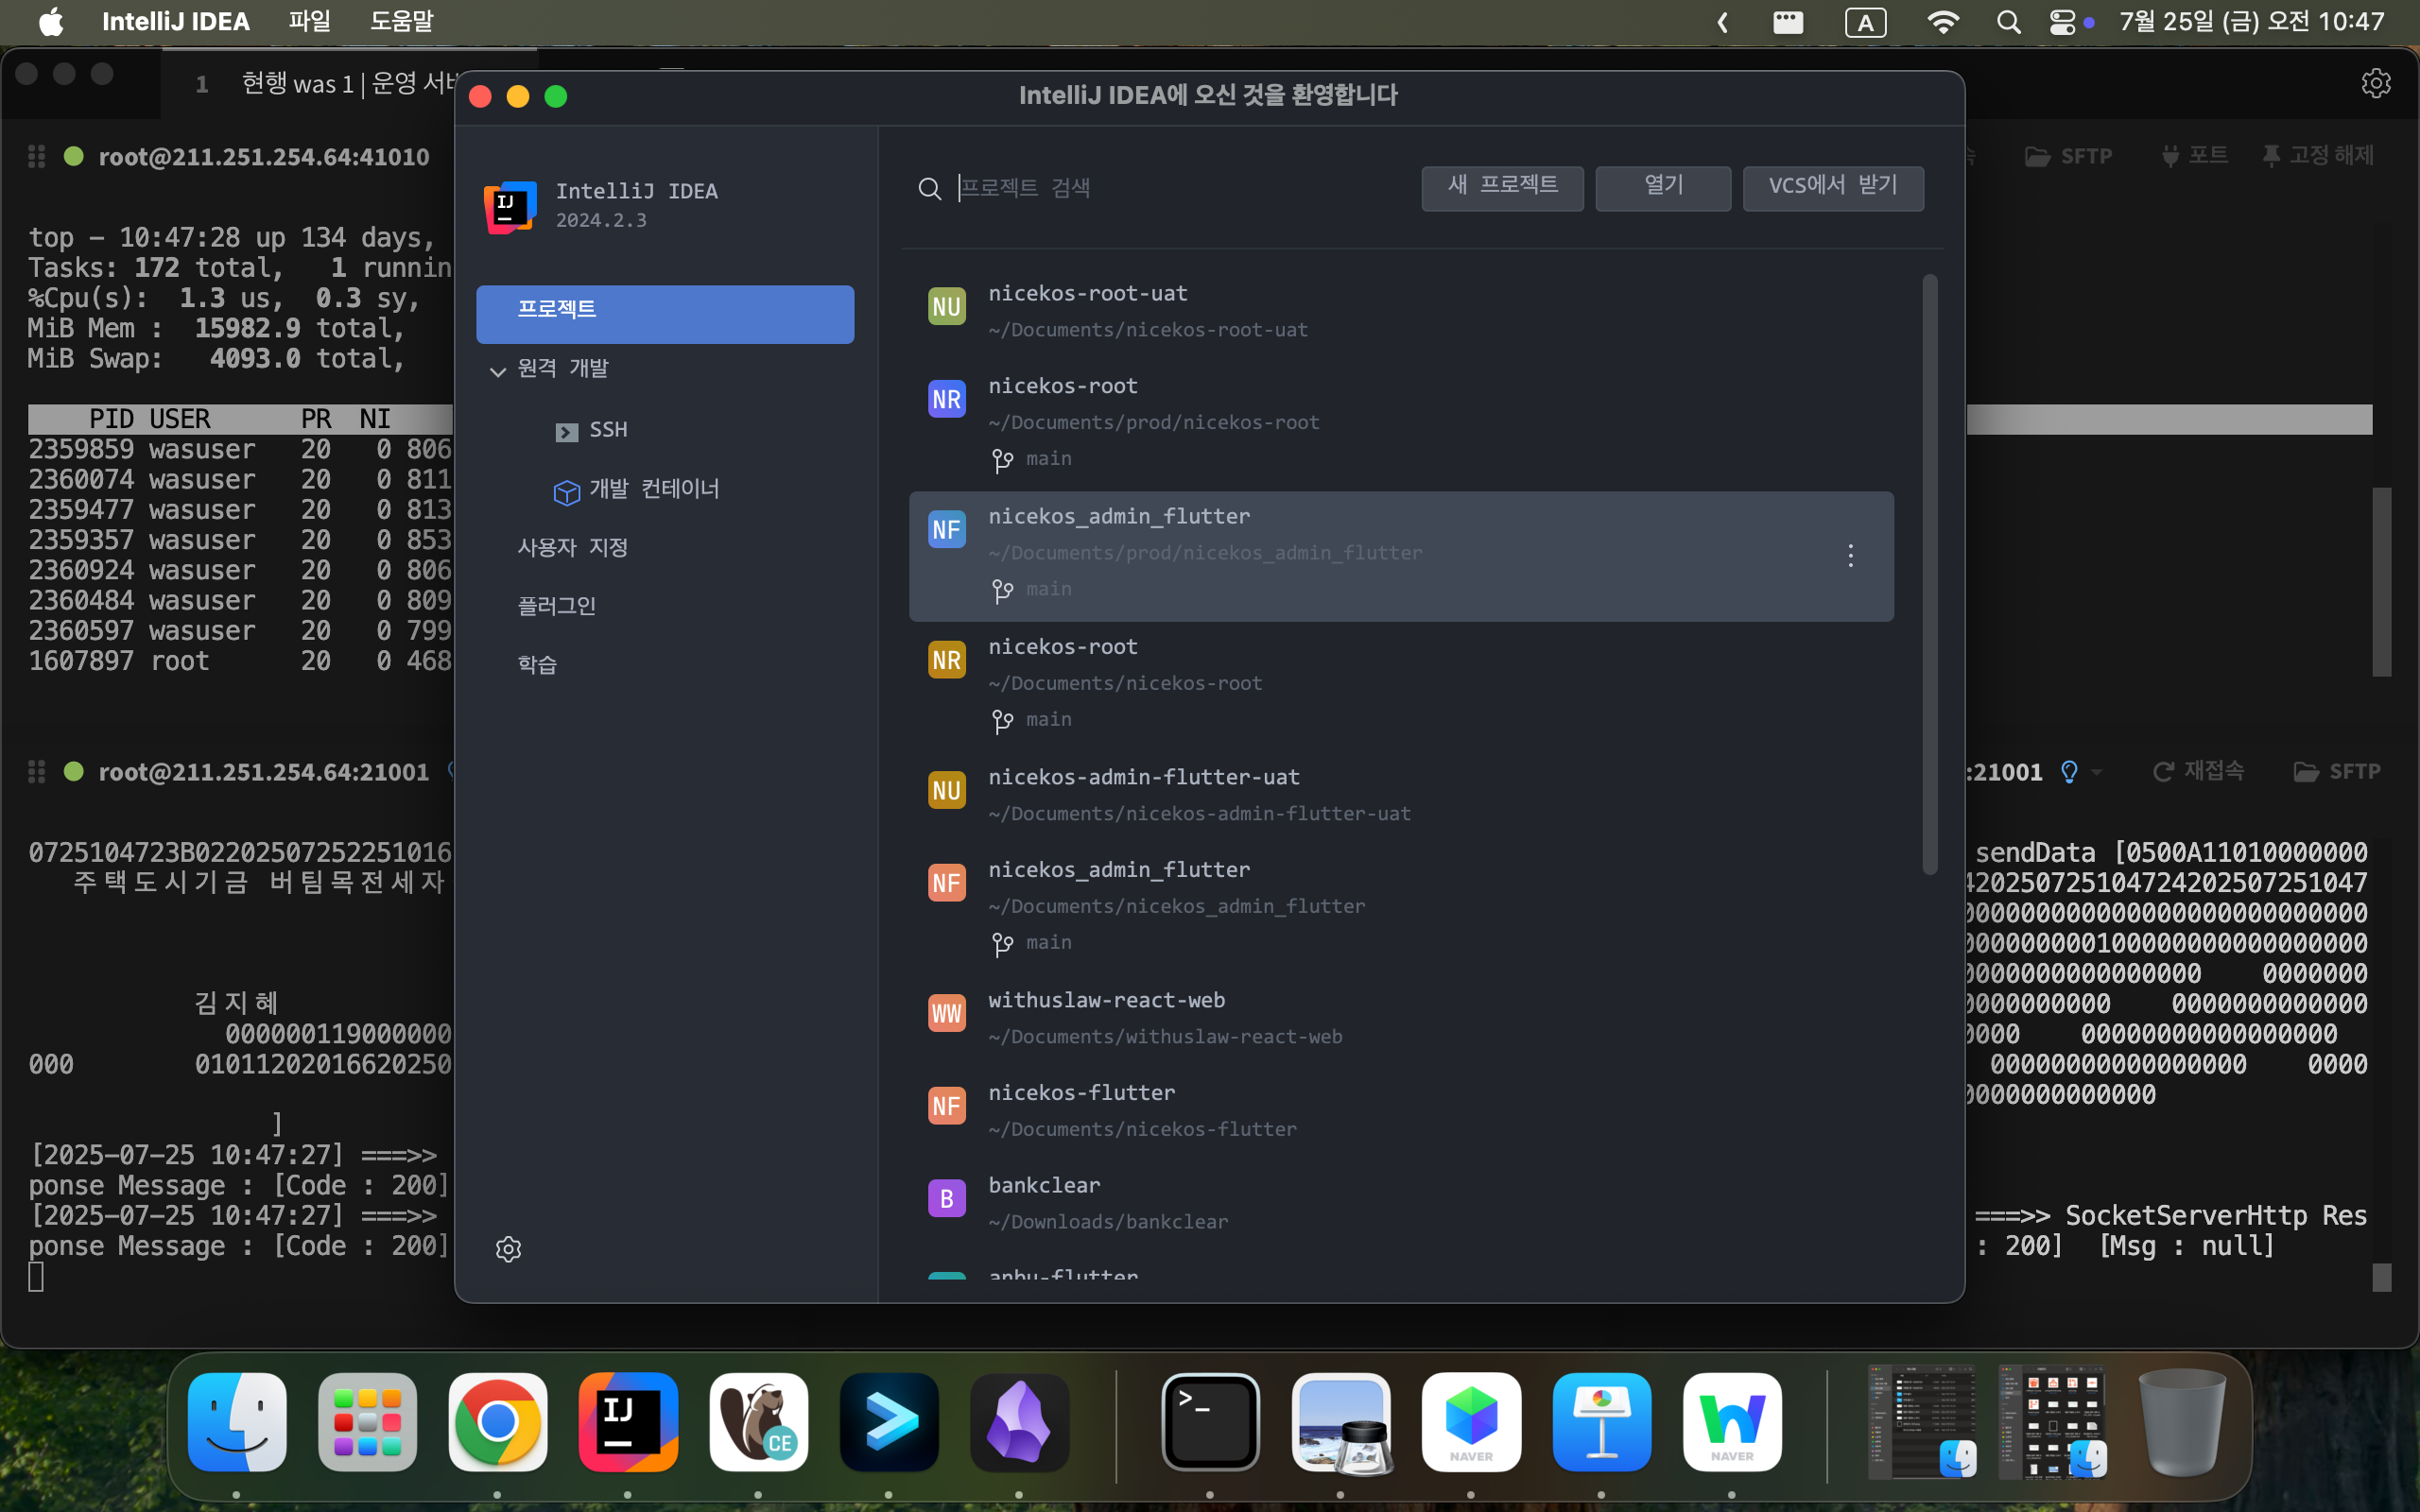 IntelliJ IDEA 파일 도움말
A 7월 25일 (금) 오전 10:47
1 현행 was 1 | 운영 서버
root@211.251.254.64:41010
SFTP 포트 고정 해제
top - 10:47:28 up 134 days,
Tasks: 172 total, 1 runnin
%Cpu(s): 1.3 us, 0.3 sy,
MiB Mem : 15982.9 total,
MiB Swap: 4093.0 total,
PID USER PR NI
2359859 wasuser 20 0 806
2360074 wasuser 20 0 811
2359477 wasuser 20 0 813
2359357 wasuser 20 0 853
2360924 wasuser 20 0 806
2360484 wasuser 20 0 809
2360597 wasuser 20 0 799
1607897 root 20 0 468
root@211.251.254.64:21001
0725104723B02202507252251016
주택도시기금 버팀목전세자
김지혜
000000119000000
000 01011202016620250
]
[2025-07-25 10:47:27] ===>>
ponse Message : [Code : 200]
[2025-07-25 10:47:27] ===>>
ponse Message : [Code : 200]
IntelliJ IDEA에 오신 것을 환영합니다
IntelliJ IDEA
2024.2.3
프로젝트
원격 개발
SSH
개발 컨테이너
사용자 지정
플러그인
학습
프로젝트 검색
새 프로젝트 열기 VCS에서 받기
NU nicekos-root-uat
~/Documents/nicekos-root-uat
NR nicekos-root
~/Documents/prod/nicekos-root
main
NF nicekos_admin_flutter
~/Documents/prod/nicekos_admin_flutter
main
NR nicekos-root
~/Documents/nicekos-root
main
NU nicekos-admin-flutter-uat
~/Documents/nicekos-admin-flutter-uat
NF nicekos_admin_flutter
~/Documents/nicekos_admin_flutter
main
WW withuslaw-react-web
~/Documents/withuslaw-react-web
NF nicekos-flutter
~/Documents/nicekos-flutter
B bankclear
~/Downloads/bankclear
anbu-flutter
:21001 재접속 SFTP
sendData [0500A11010000000
420250725104724202507251047
000000000000000000000000000
000000000100000000000000000
0000000000000000 0000000
0000000000 0000000000000
0000 00000000000000000
00000000000000000 0000
0000000000000
===>> SocketServerHttp Res
: 200] [Msg : null]
IJ
CE
>_
NAVER
NAVER